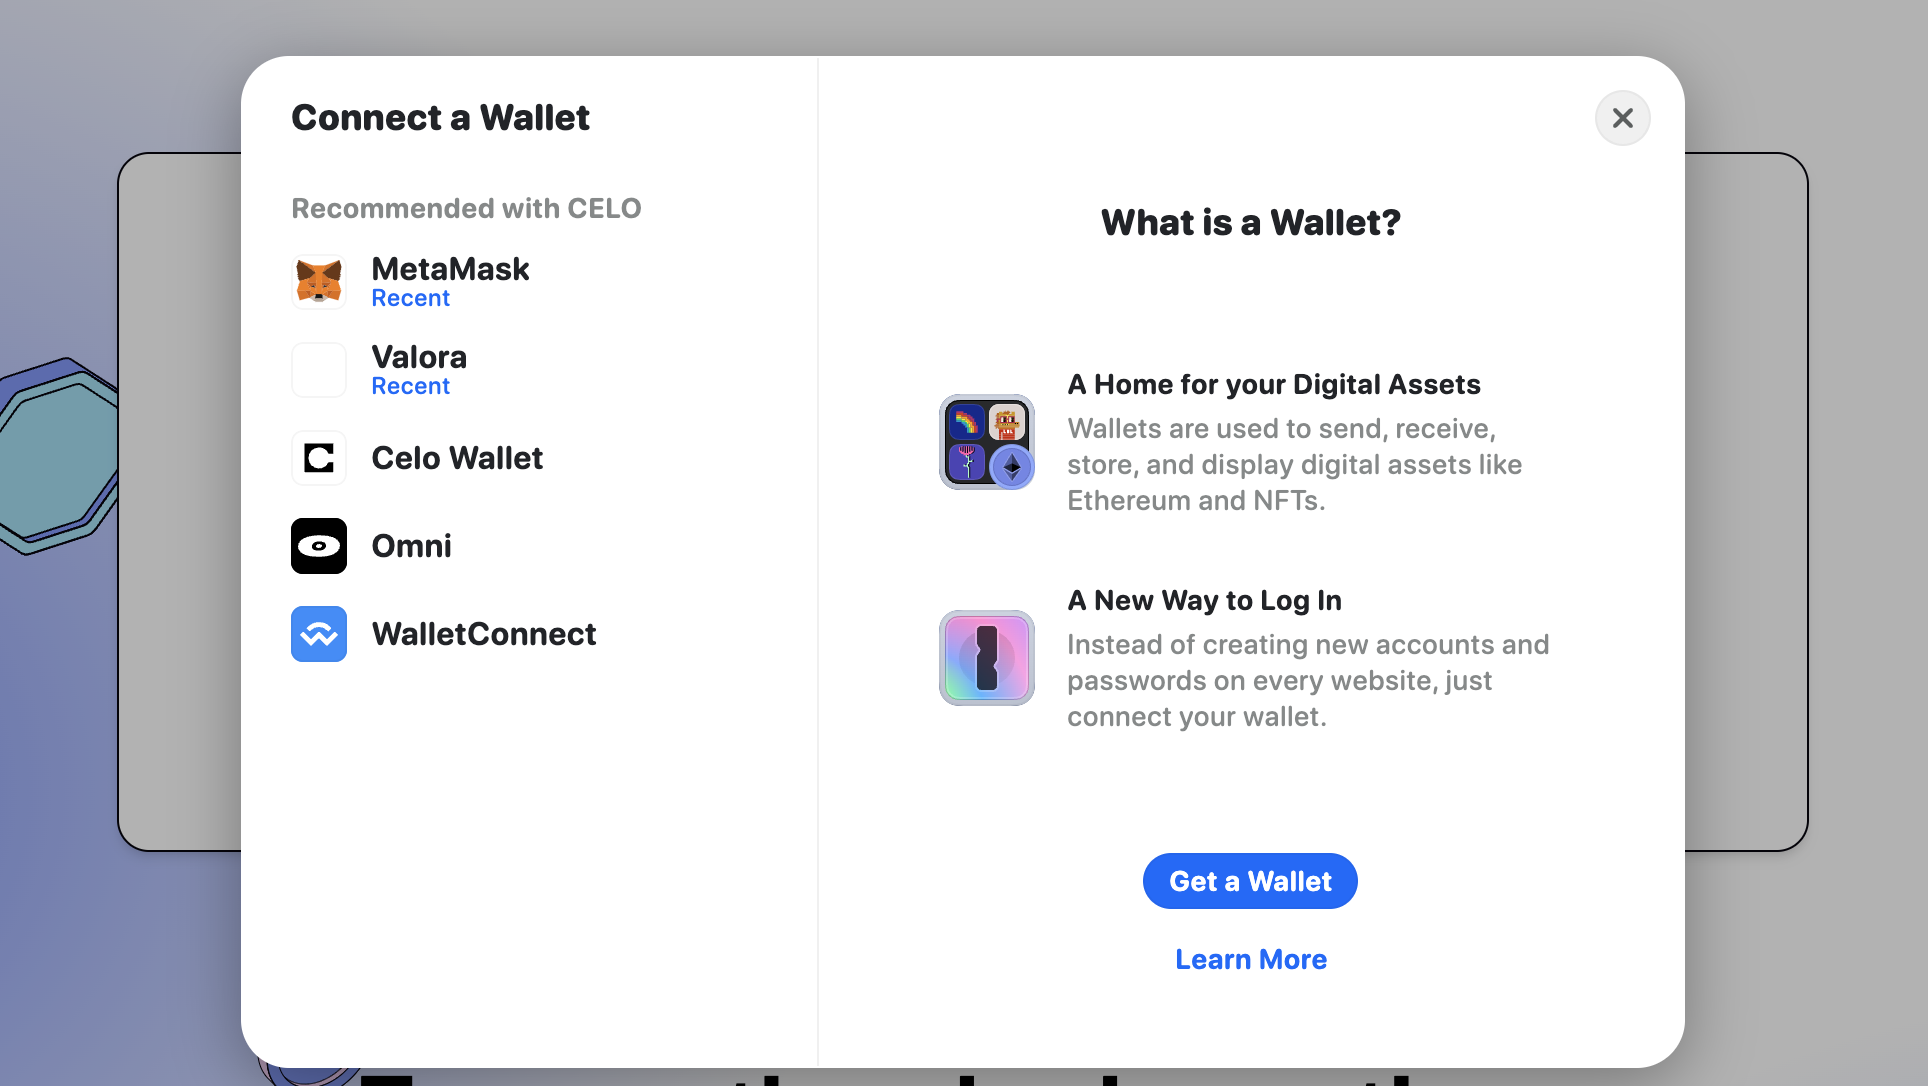 Connect a Wallet
Recommended with CELO
MetaMask
Recent
Valora
Recent
Celo Wallet
Omni
WalletConnect
What is a Wallet?
A Home for your Digital Assets
Wallets are used to send, receive,
store, and display digital assets like
Ethereum and NFTs.
A New Way to Log In
Instead of creating new accounts and
passwords on every website, just
connect your wallet.
Get a Wallet
Learn More